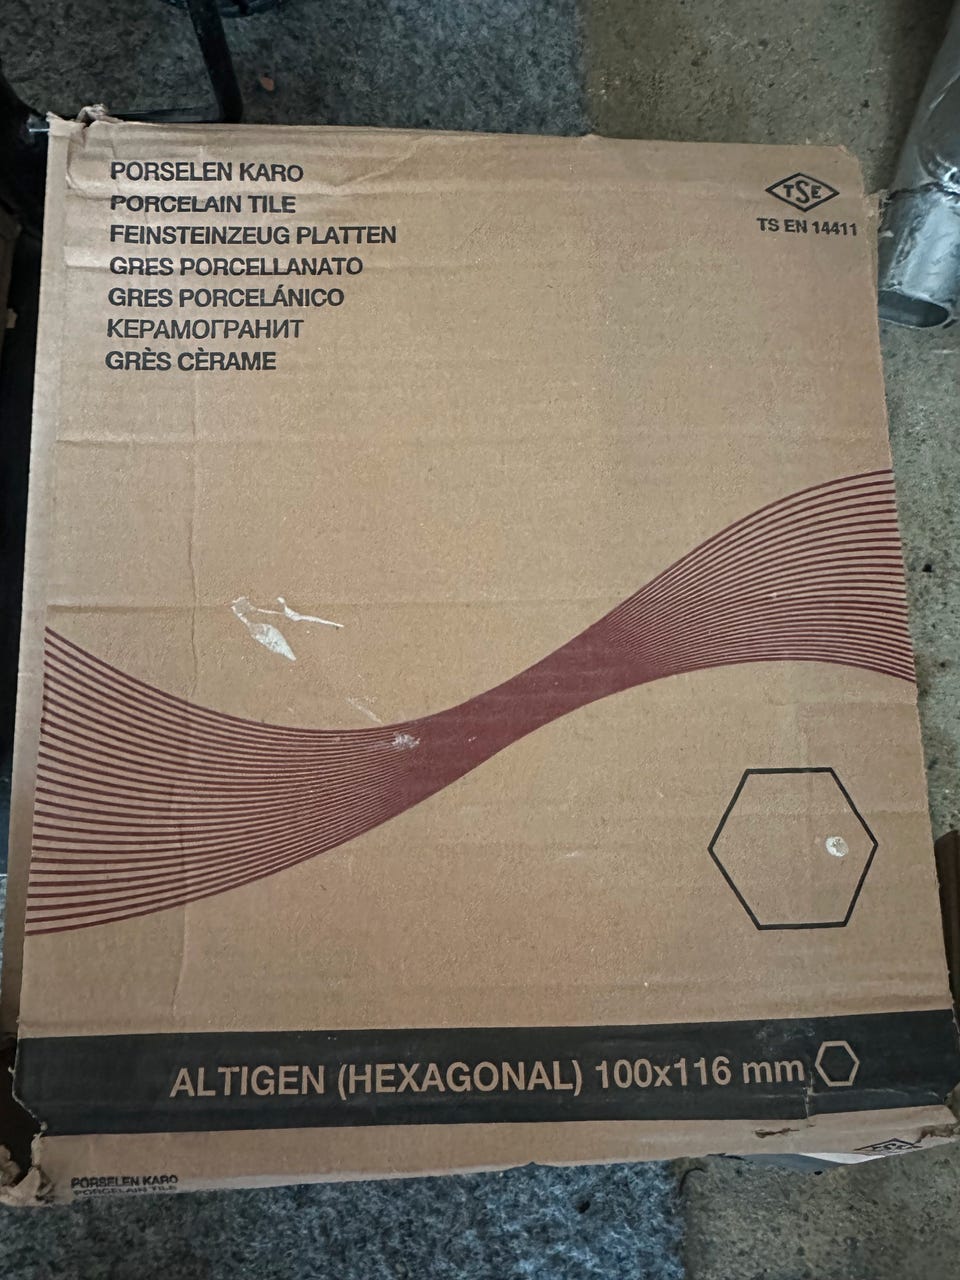 PORSELEN KARO
PORCELAIN TILE
FEINSTEINZEUG PLATTEN
GRES PORCELLANATO
GRES PORCELÁNICO
КЕРАМОГРАНИТ
GRÈS CÈRAME
TSE
TS EN 14411
ALTIGEN (HEXAGONAL) 100x116 mm
PORSELEN KARO
PORCELAIN TILE
TSE